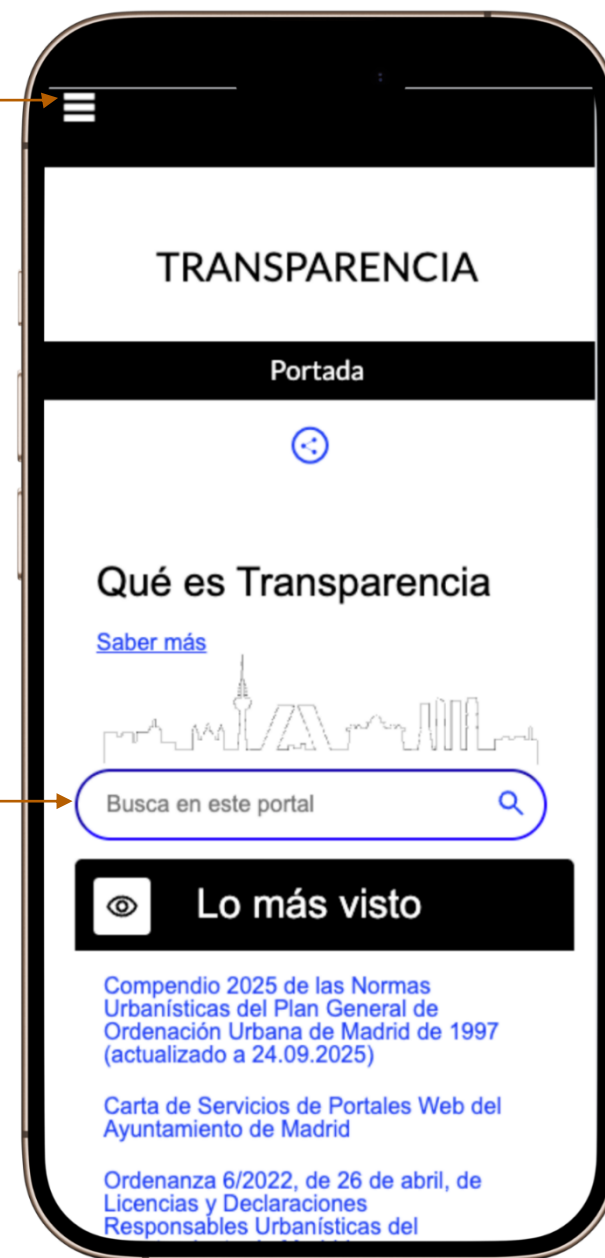 TRANSPARENCIA
Portada
Qué es Transparencia
Saber más
Busca en este portal
Lo más visto
Compendio 2025 de las Normas
Urbanísticas del Plan General de
Ordenación Urbana de Madrid de 1997
(actualizado a 24.09.2025)
Carta de Servicios de Portales Web del
Ayuntamiento de Madrid
Ordenanza 6/2022, de 26 de abril, de
Licencias y Declaraciones
Responsables Urbanísticas del